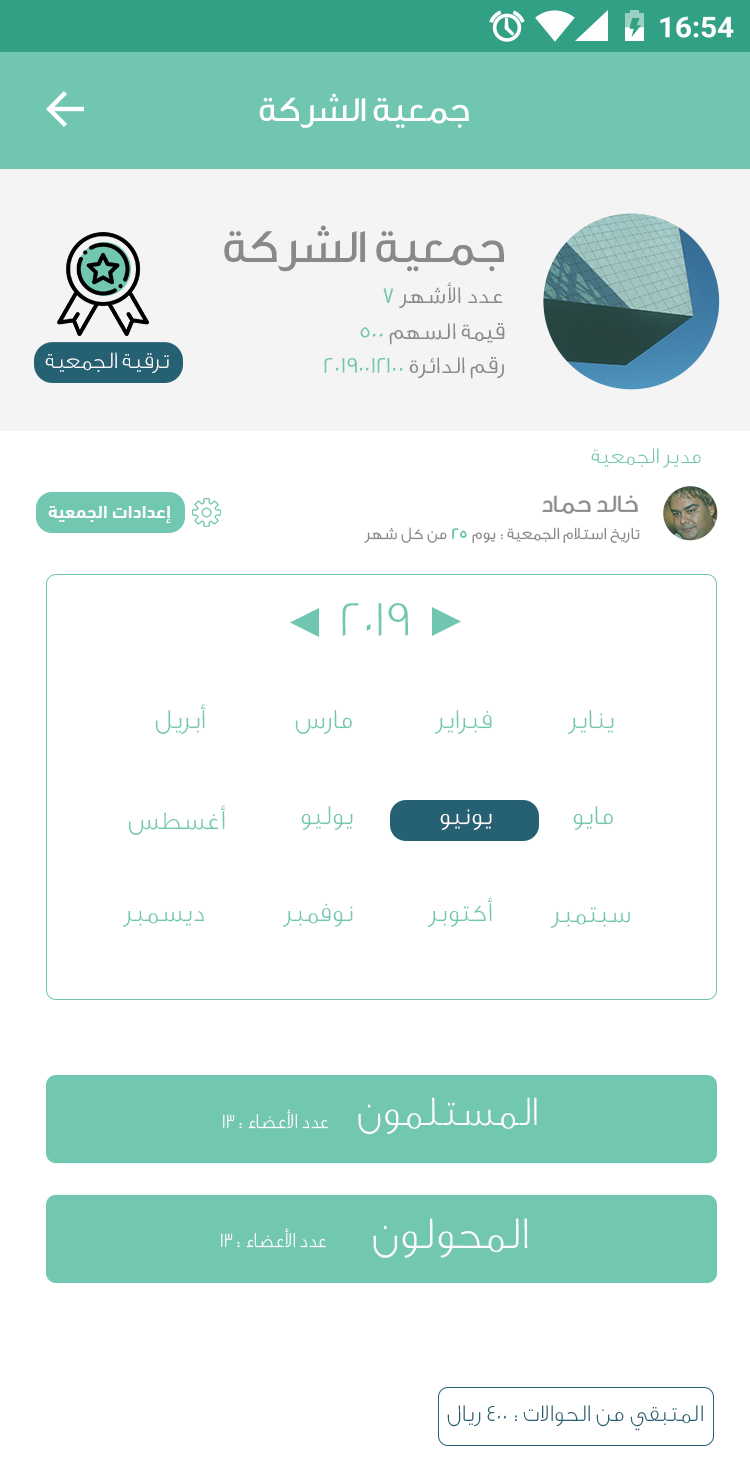 16:54
جمعية الشركة
جمعية الشركة
عدد الأشهر ٧
قيمة السهم ٥٠٠
رقم الدائرة ٢٠١٩٠٠١٢١٠٠
ترقية الجمعية
مدير الجمعية
خالد حماد
تاريخ استلام الجمعية : يوم ٢٥ من كل شهر
إعدادات الجمعية
٢٠١٩
يناير فبراير مارس أبريل
مايو يونيو يوليو أغسطس
سبتمبر أكتوبر نوفمبر ديسمبر
المستلمون عدد الأعضاء : ١٣
المحولون عدد الأعضاء : ١٣
المتبقي من الحوالات : ٤٠٠ ريال